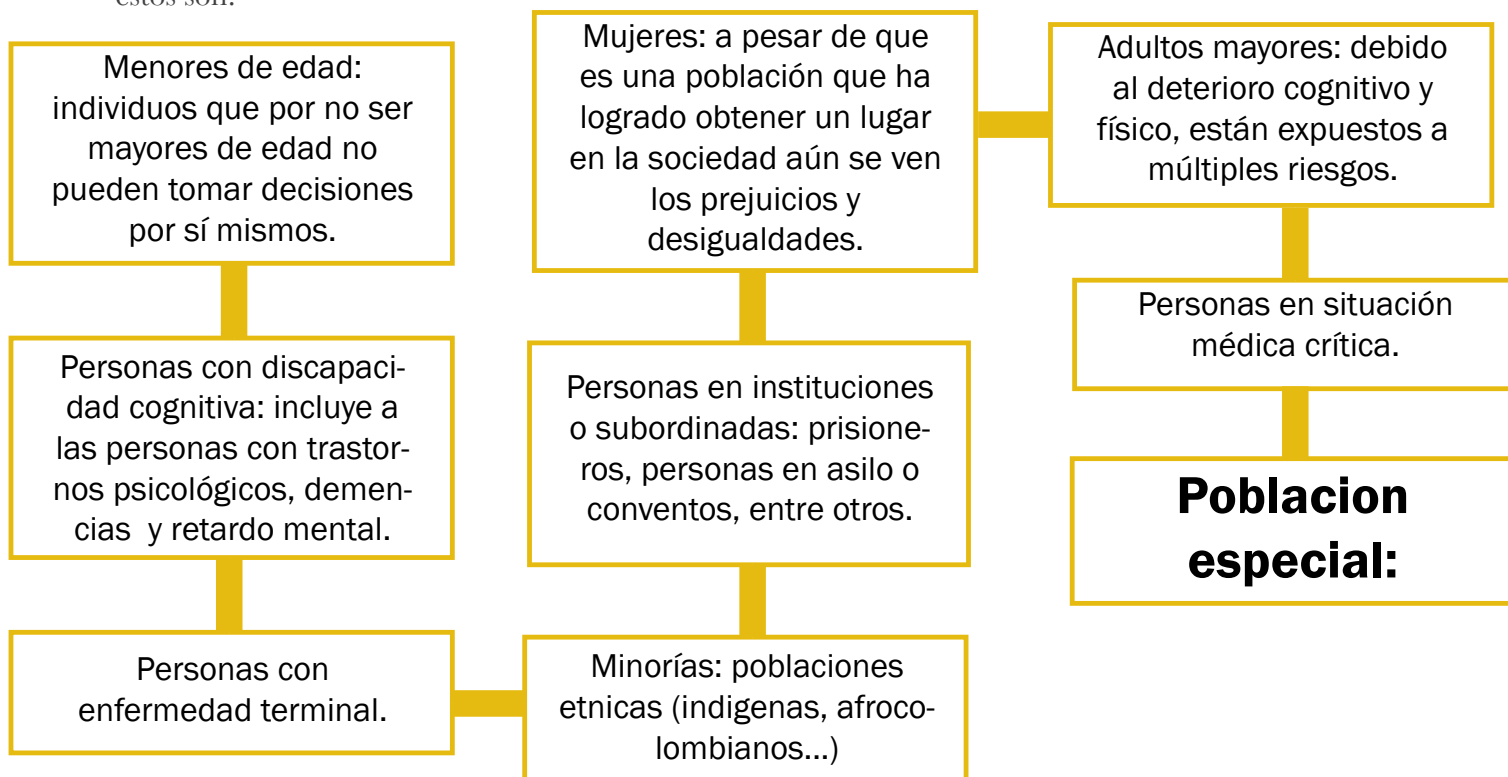 estos son:
Menores de edad:
individuos que por no ser
mayores de edad no
pueden tomar decisiones
por sí mismos.
Personas con discapaci-
dad cognitiva: incluye a
las personas con trastor-
nos psicológicos, demen-
cias y retardo mental.
Personas con
enfermedad terminal.
Minorías: poblaciones
etnicas (indigenas, afroco-
lombianos...)
Personas en instituciones
o subordinadas: prisione-
ros, personas en asilo o
conventos, entre otros.
Mujeres: a pesar de que
es una población que ha
logrado obtener un lugar
en la sociedad aún se ven
los prejuicios y
desigualdades.
Adultos mayores: debido
al deterioro cognitivo y
físico, están expuestos a
múltiples riesgos.
Personas en situación
médica crítica.
Poblacion
especial: